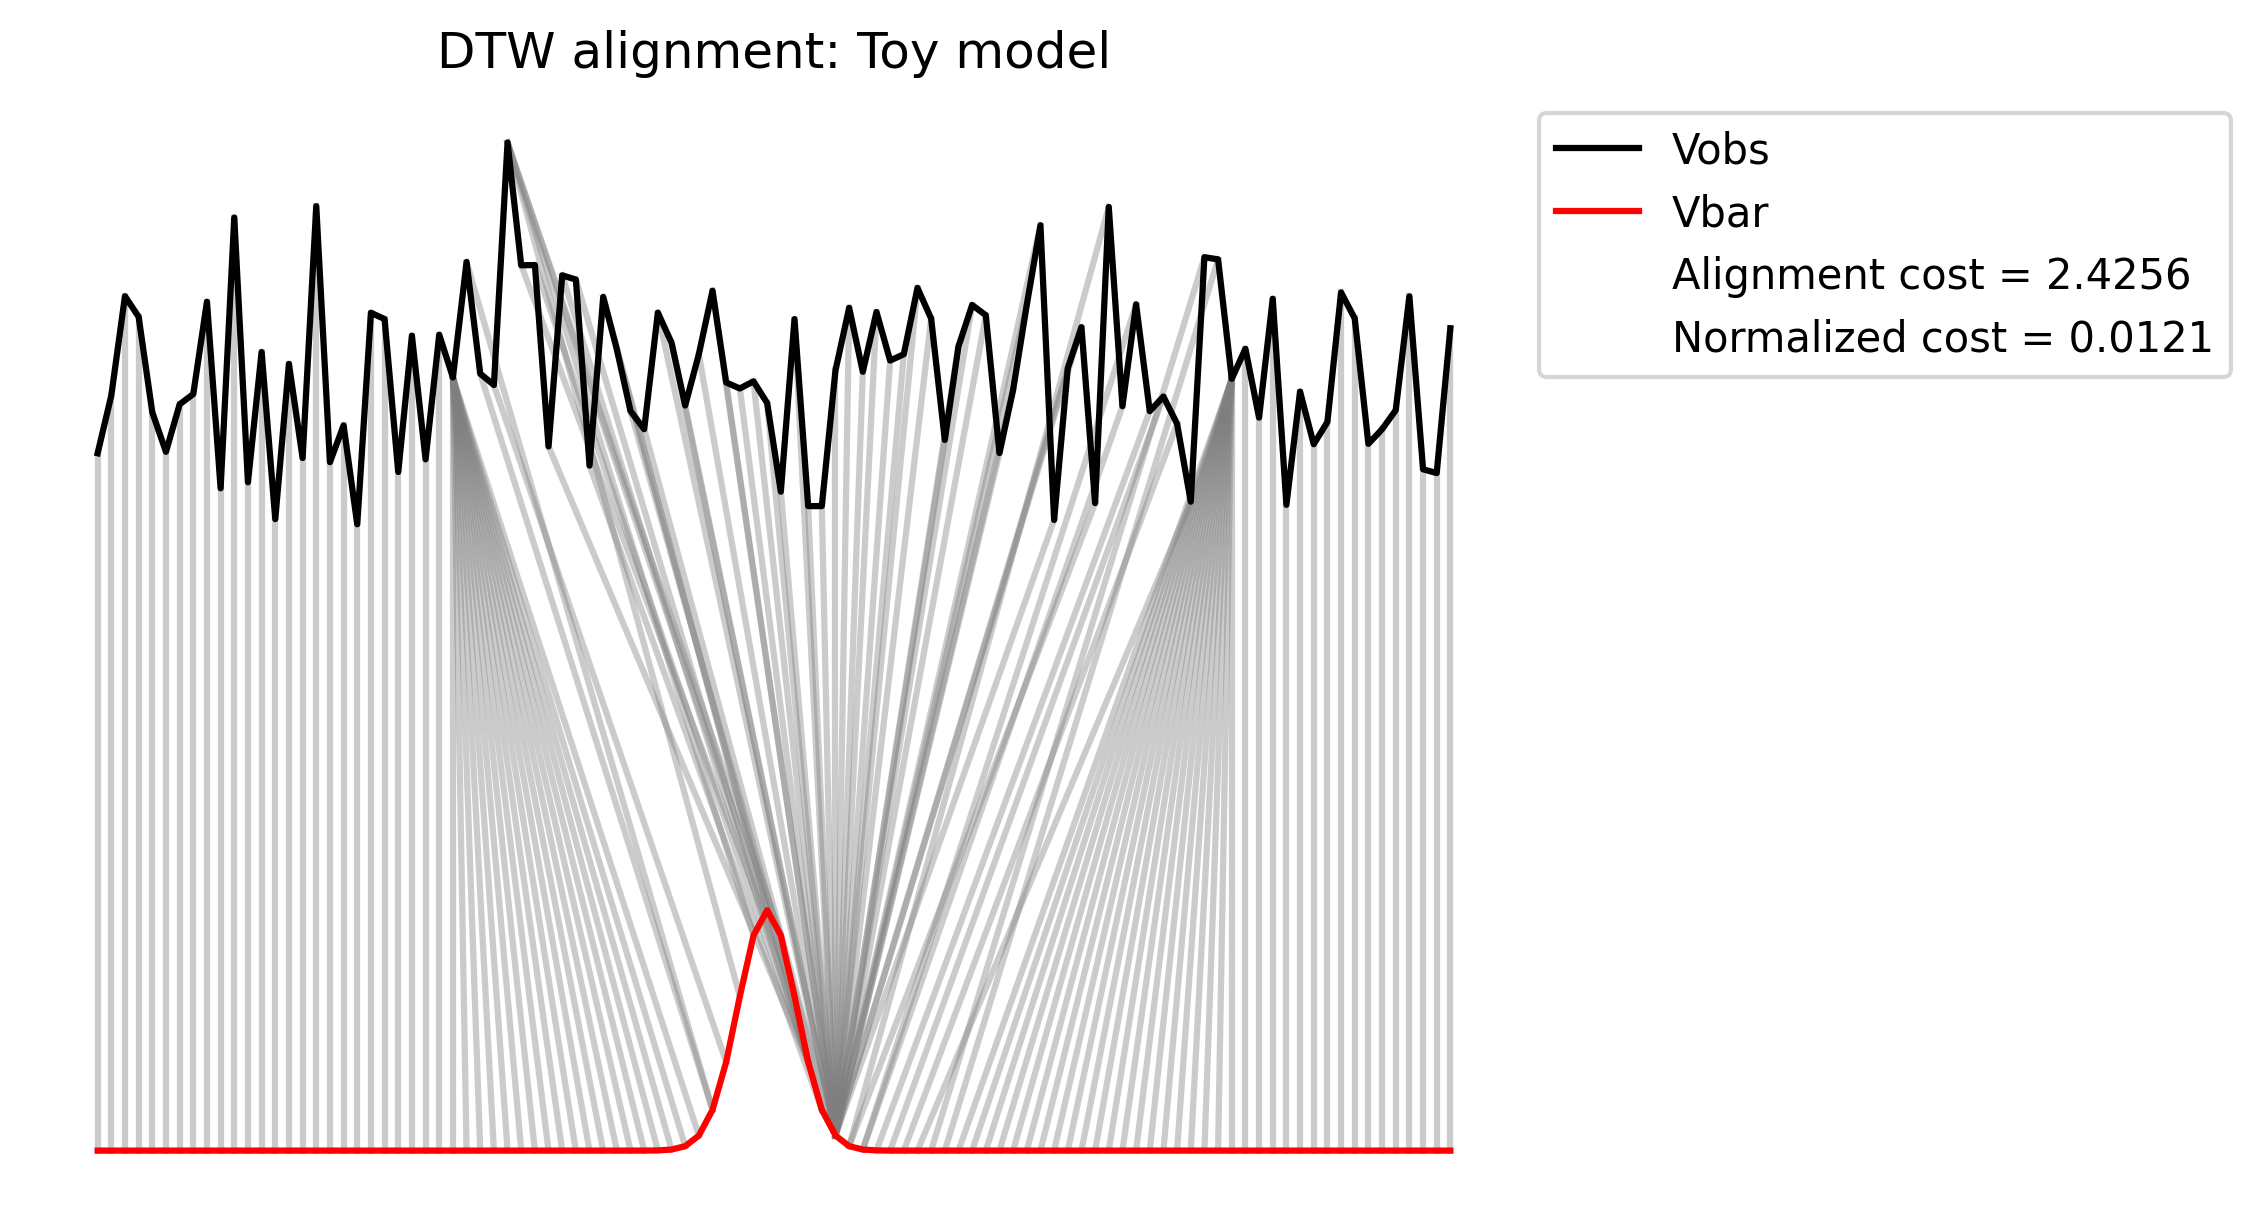 DTW alignment: Toy model
Vobs
Vbar
Alignment cost = 2.4256
Normalized cost = 0.0121